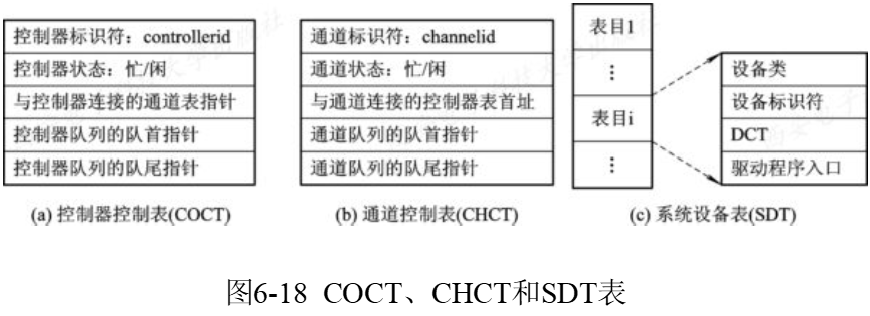 控制器标识符：controllerid
控制器状态：忙/闲
与控制器连接的通道表指针
控制器队列的队首指针
控制器队列的队尾指针
(a) 控制器控制表(COCT)
通道标识符：channelid
通道状态：忙/闲
与通道连接的控制器表首址
通道队列的队首指针
通道队列的队尾指针
(b) 通道控制表(CHCT)
表目1
⋮
表目i
⋮
设备类
设备标识符
DCT
驱动程序入口
(c) 系统设备表(SDT)
图6-18 COCT、CHCT和SDT表